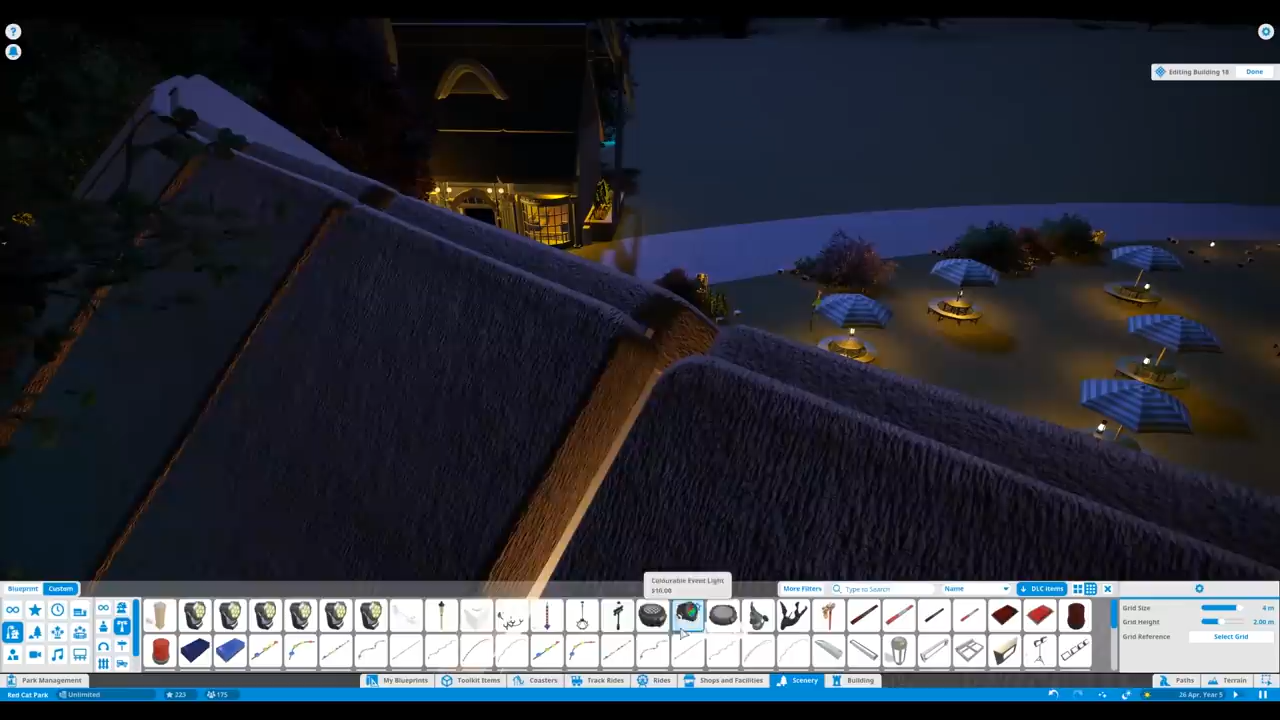 Editing Building 18
Done
Colourable Event Light
$10.00
Blueprint
Custom
More Filters
Type to Search
Name
DLC Items
Grid Size
4 m
Grid Height
2.00 m
Grid Reference
Select Grid
Park Management
My Blueprints
Toolkit Items
Coasters
Track Rides
Rides
Shops and Facilities
Scenery
Building
Paths
Terrain
Red Cat Park
Unlimited
223
175
26 Apr, Year 5